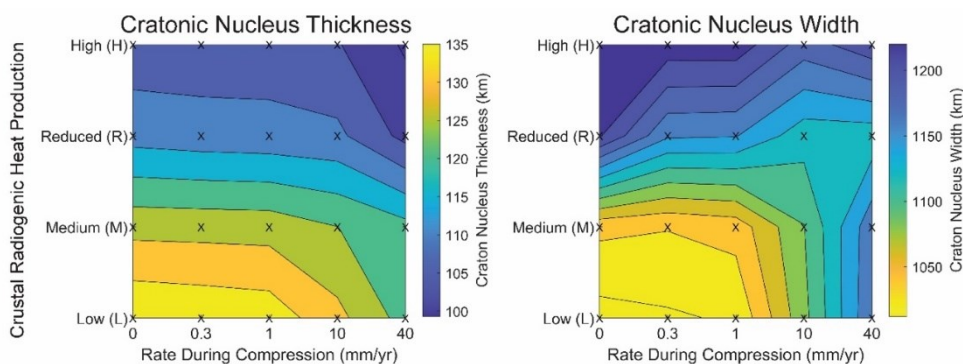 Cratonic Nucleus Thickness
Cratonic Nucleus Width
Crustal Radiogenic Heat Production
High (H)
Reduced (R)
Medium (M)
Low (L)
0 0.3 1 10 40
Rate During Compression (mm/yr)
135
130
125
120
115
110
105
100
Craton Nucleus Thickness (km)
High (H)
Reduced (R)
Medium (M)
Low (L)
0 0.3 1 10 40
Rate During Compression (mm/yr)
1200
1150
1100
1050
Craton Nucleus Width (km)